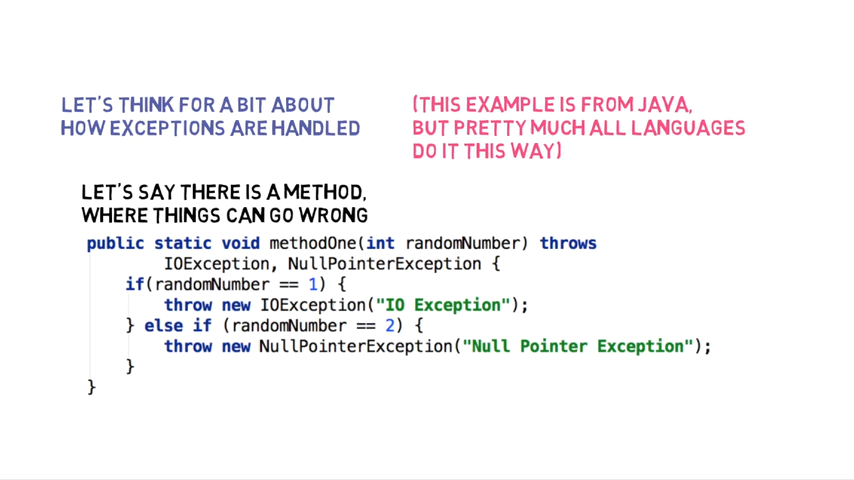 LET'S THINK FOR A BIT ABOUT
HOW EXCEPTIONS ARE HANDLED
(THIS EXAMPLE IS FROM JAVA,
BUT PRETTY MUCH ALL LANGUAGES
DO IT THIS WAY)
LET'S SAY THERE IS A METHOD,
WHERE THINGS CAN GO WRONG
public static void methodOne(int randomNumber) throws
IOException, NullPointerException {
if(randomNumber == 1) {
throw new IOException("IO Exception");
} else if (randomNumber == 2) {
throw new NullPointerException("Null Pointer Exception");
}
}